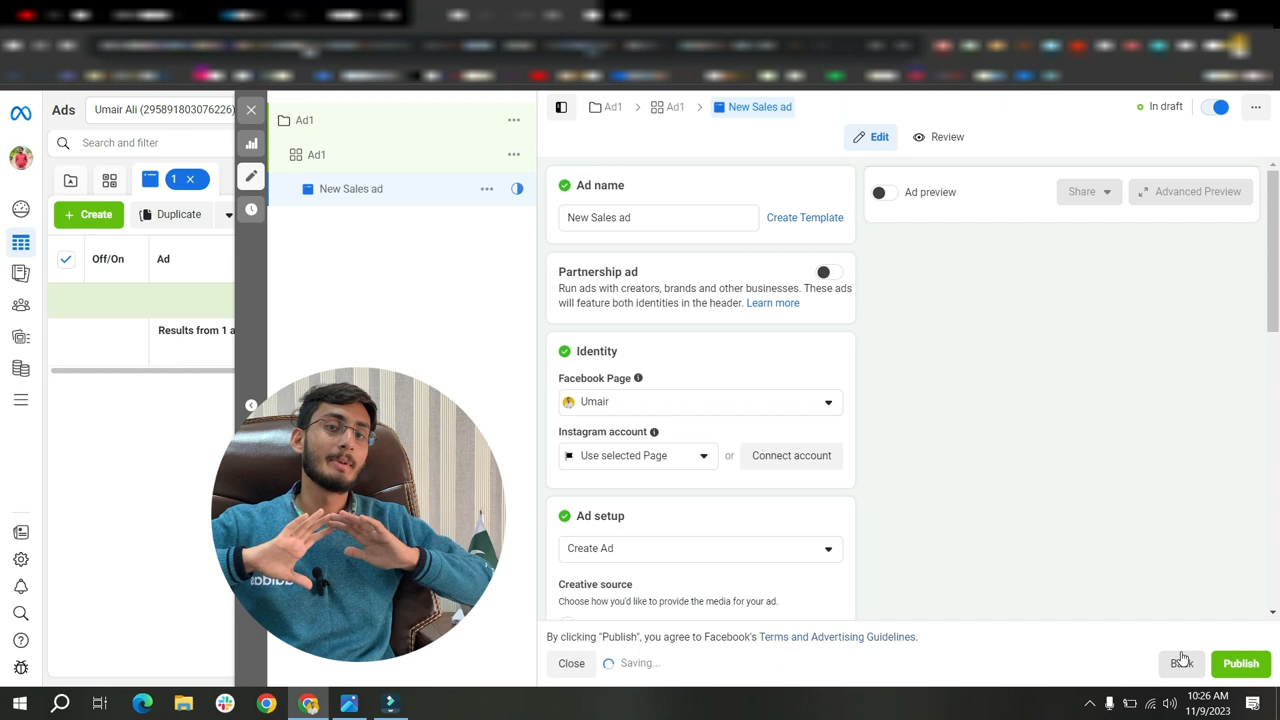 Ads
Umair Ali (295891803076226)
Search and filter
1
Create
Duplicate
Off/On
Ad
Results from 1 a
Ad1
Ad1
New Sales ad
Ad1
Ad1
New Sales ad
In draft
Edit
Review
Ad name
New Sales ad
Create Template
Partnership ad
Run ads with creators, brands and other businesses. These ads
will feature both identities in the header. Learn more
Identity
Facebook Page
Umair
Instagram account
Use selected Page
or
Connect account
Ad setup
Create Ad
Creative source
Choose how you'd like to provide the media for your ad.
Ad preview
Share
Advanced Preview
By clicking "Publish", you agree to Facebook's Terms and Advertising Guidelines.
Close
Saving...
Back
Publish
10:26 AM
11/9/2023